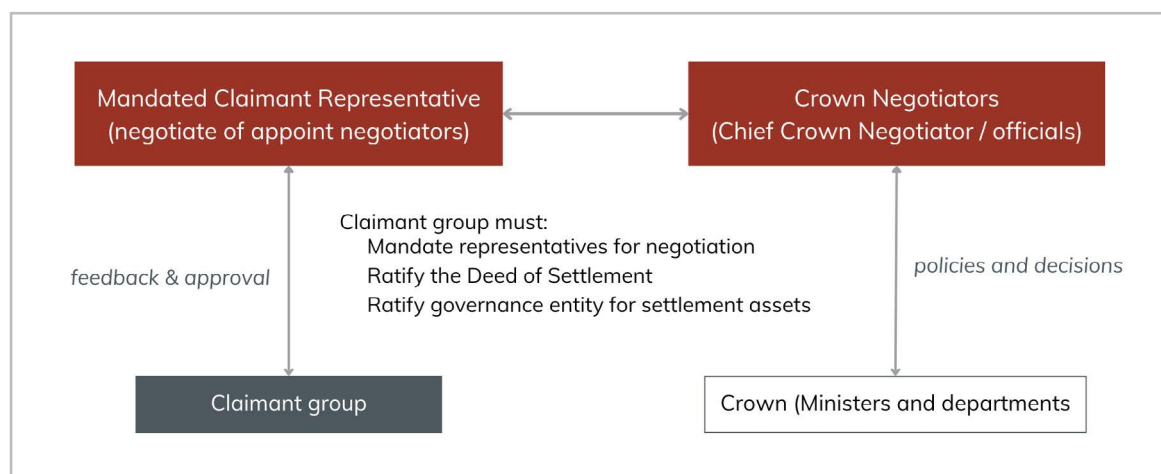 Mandated Claimant Representative
(negotiate of appoint negotiators)
Crown Negotiators
(Chief Crown Negotiator / officials)
Claimant group must:
Mandate representatives for negotiation
Ratify the Deed of Settlement
Ratify governance entity for settlement assets
feedback & approval
policies and decisions
Claimant group
Crown (Ministers and departments